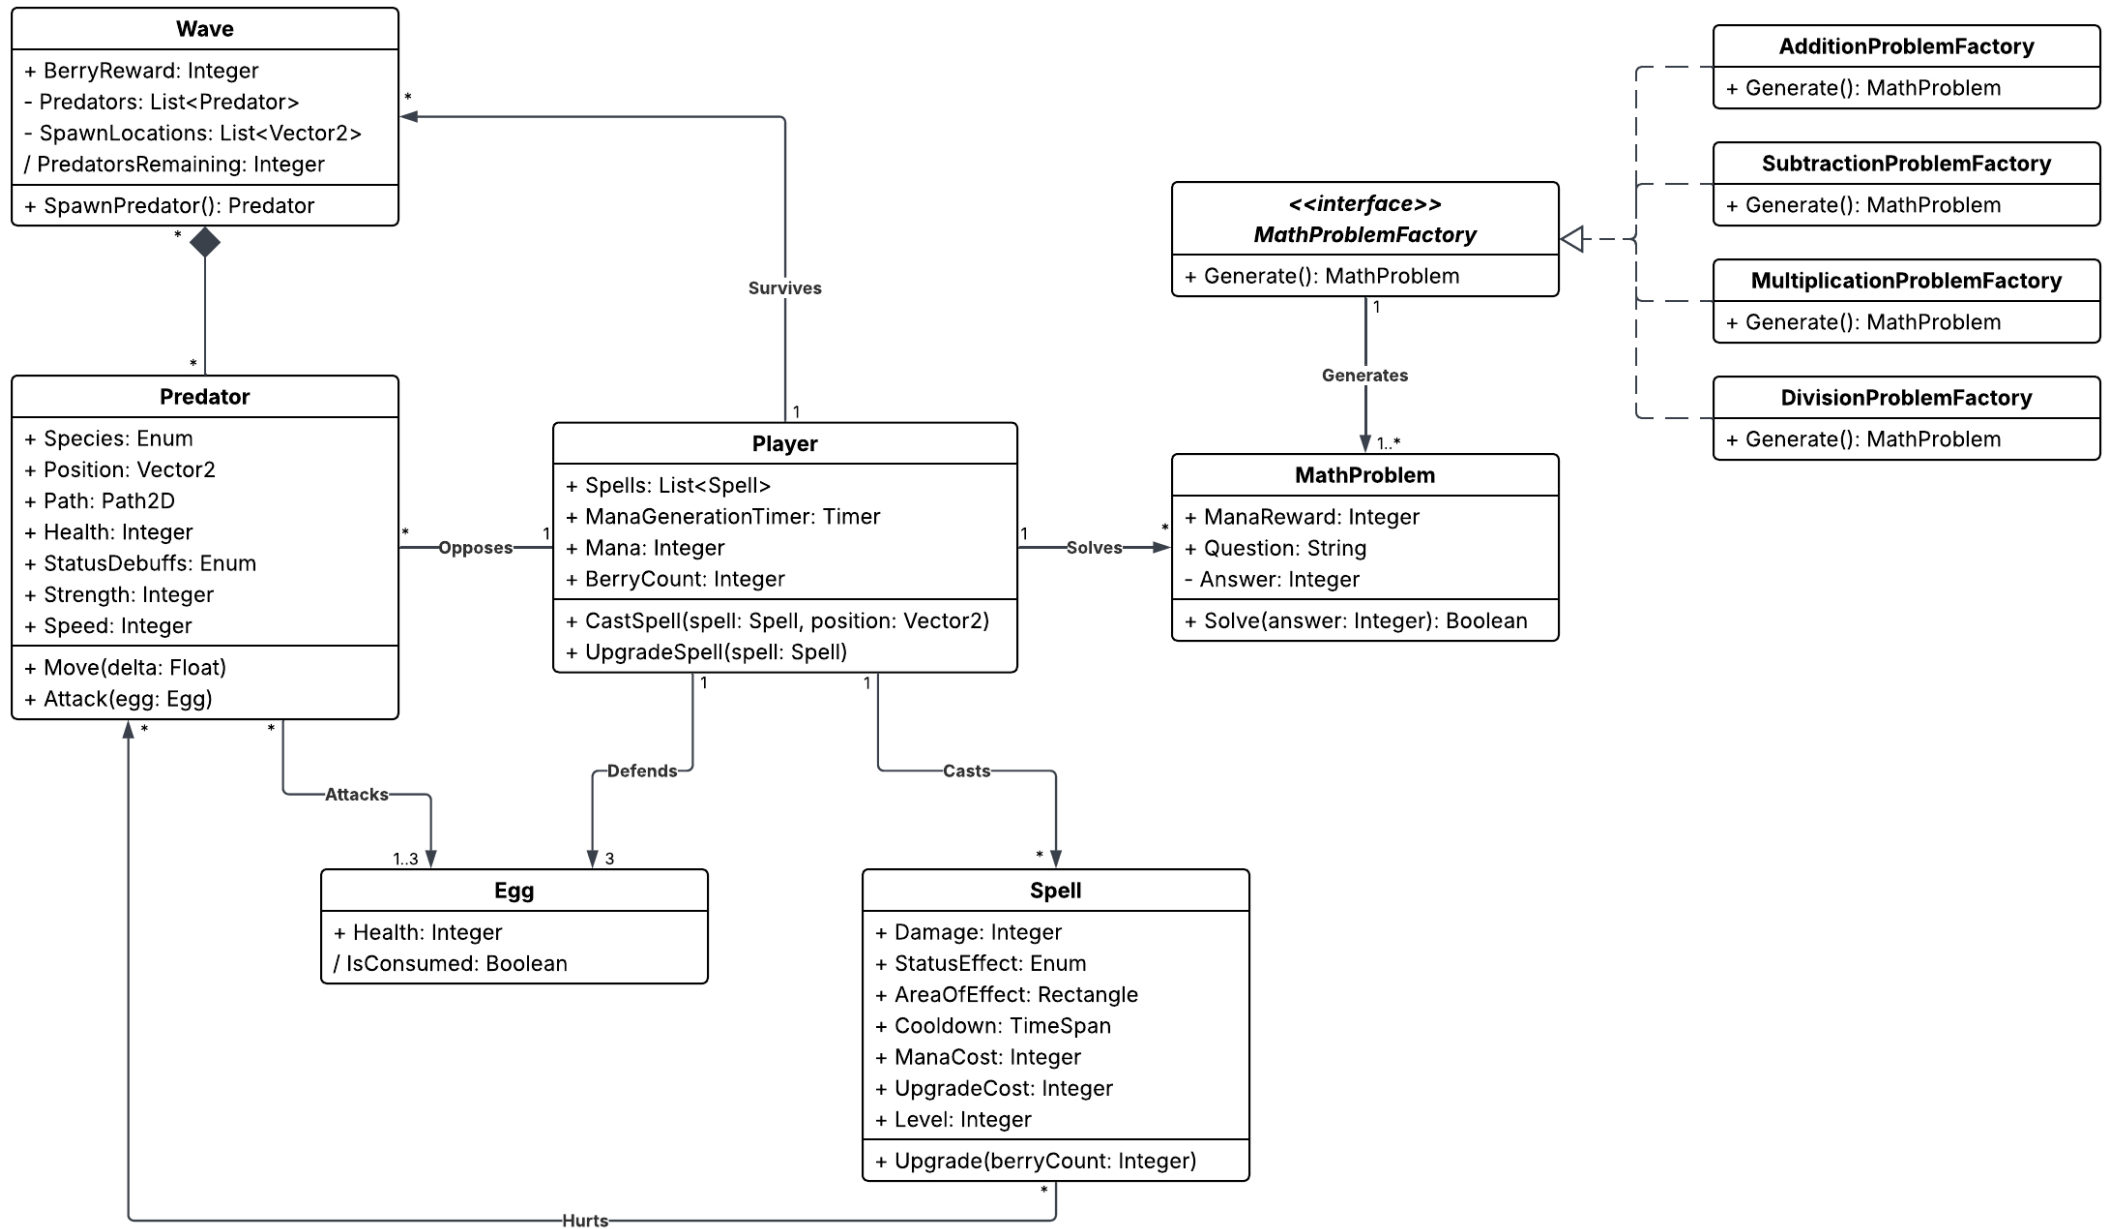 Wave
+ BerryReward: Integer
- Predators: List<Predator>
- SpawnLocations: List<Vector2>
/ PredatorsRemaining: Integer
+ SpawnPredator(): Predator
*
*
*
Survives
1
Predator
+ Species: Enum
+ Position: Vector2
+ Path: Path2D
+ Health: Integer
+ StatusDebuffs: Enum
+ Strength: Integer
+ Speed: Integer
+ Move(delta: Float)
+ Attack(egg: Egg)
*
Opposes
1
Player
+ Spells: List<Spell>
+ ManaGenerationTimer: Timer
+ Mana: Integer
+ BerryCount: Integer
+ CastSpell(spell: Spell, position: Vector2)
+ UpgradeSpell(spell: Spell)
1
Solves
*
<<interface>>
MathProblemFactory
+ Generate(): MathProblem
1
Generates
1..*
MathProblem
+ ManaReward: Integer
+ Question: String
- Answer: Integer
+ Solve(answer: Integer): Boolean
AdditionProblemFactory
+ Generate(): MathProblem
SubtractionProblemFactory
+ Generate(): MathProblem
MultiplicationProblemFactory
+ Generate(): MathProblem
DivisionProblemFactory
+ Generate(): MathProblem
*
*
Attacks
1..3
1
Defends
3
1
Casts
*
Egg
+ Health: Integer
/ IsConsumed: Boolean
Spell
+ Damage: Integer
+ StatusEffect: Enum
+ AreaOfEffect: Rectangle
+ Cooldown: TimeSpan
+ ManaCost: Integer
+ UpgradeCost: Integer
+ Level: Integer
+ Upgrade(berryCount: Integer)
*
Hurts